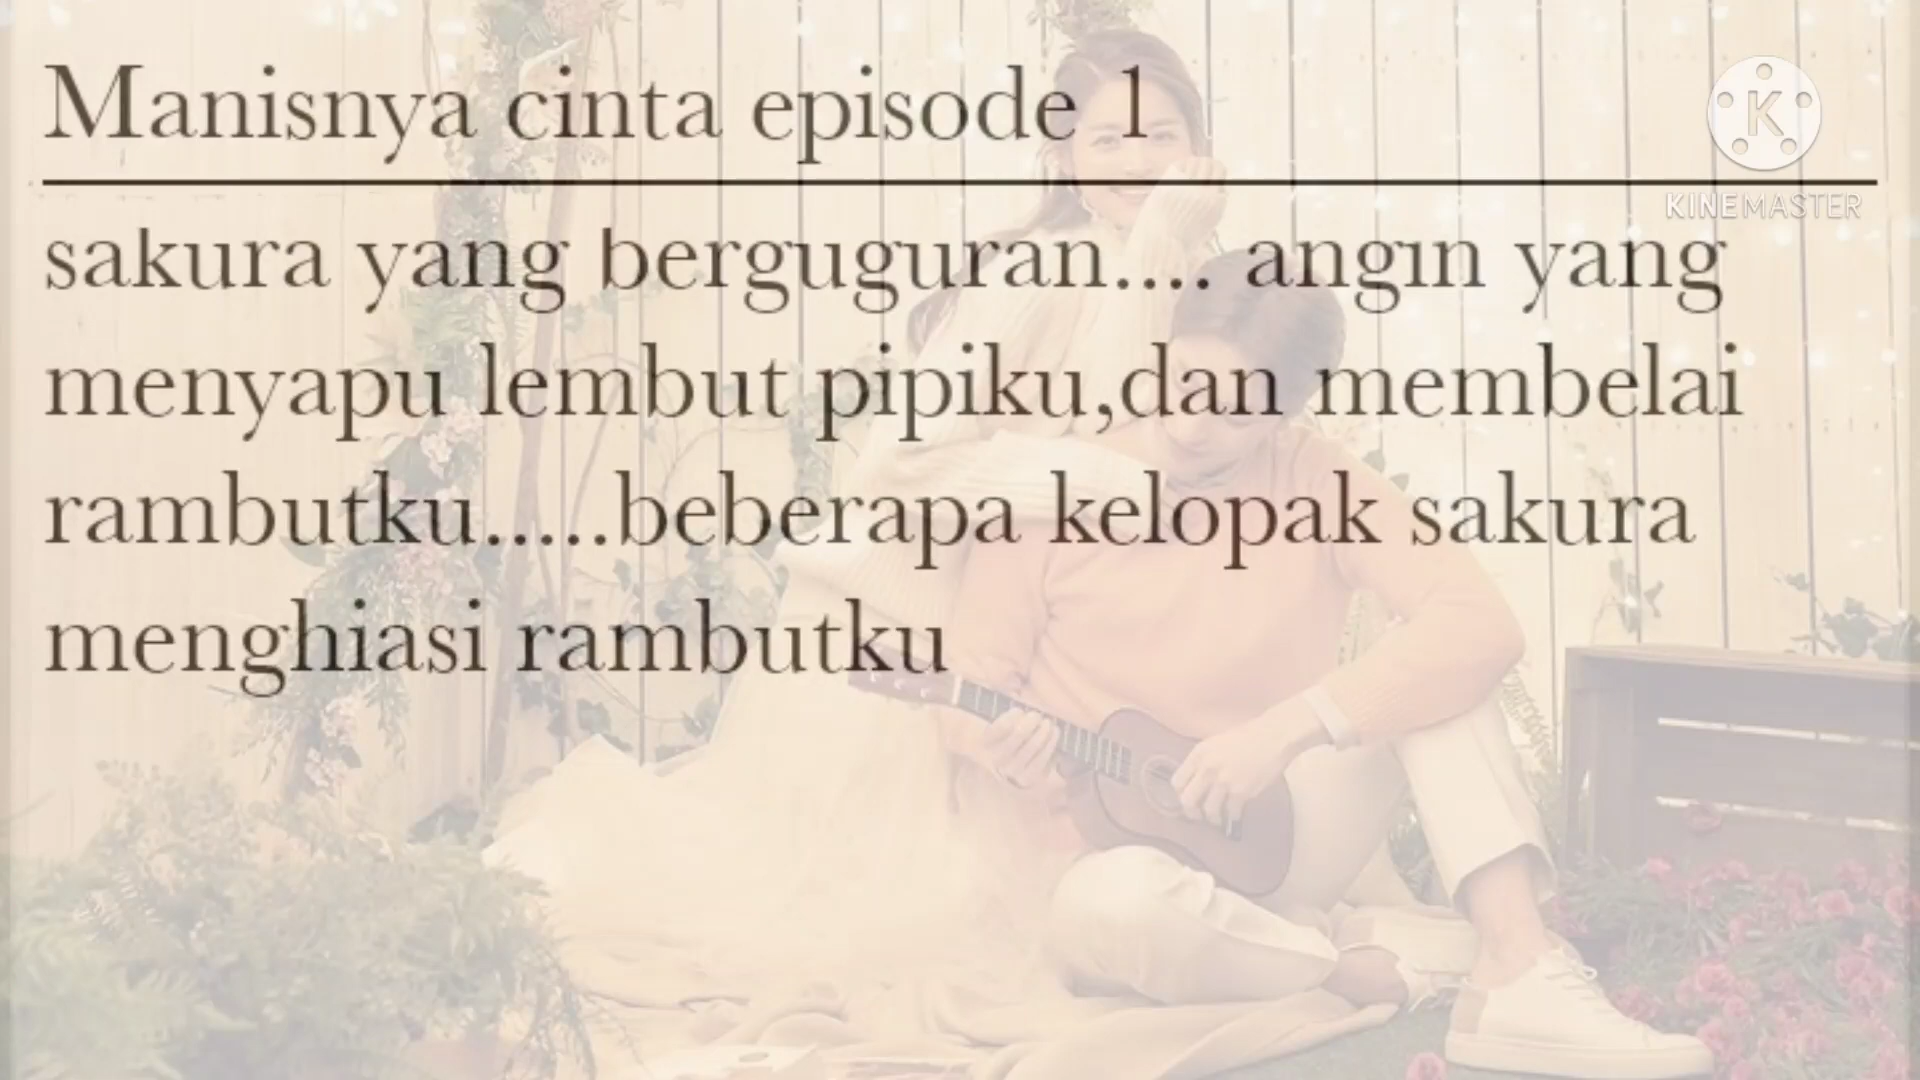 Manisnya cinta episode 1
K
KINEMASTER
sakura yang berguguran.... angin yang
menyapu lembut pipiku,dan membelai
rambutku.....beberapa kelopak sakura
menghiasi rambutku